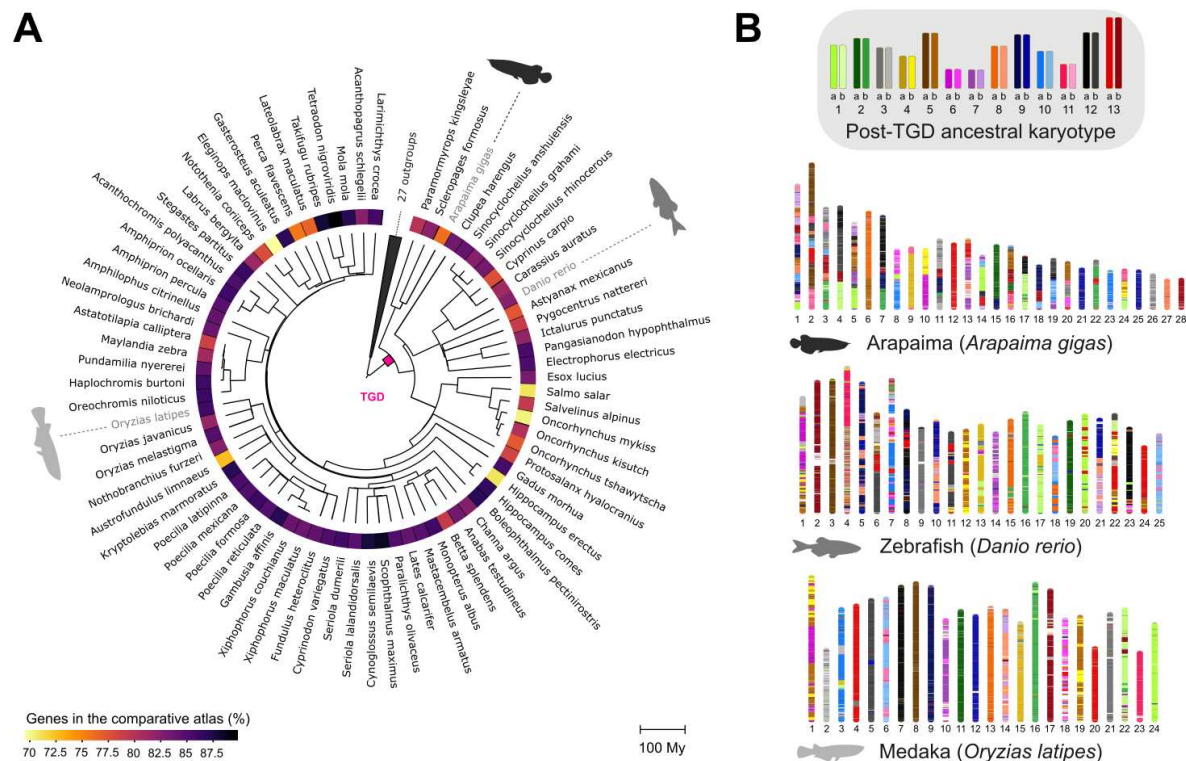 A
27 outgroups
Paramormyrops kingsleyae
Scleropages formosus
Arapaima gigas
Clupea harengus
Sinocyclocheilus anshuiensis
Sinocyclocheilus grahami
Sinocyclocheilus rhinocerous
Cyprinus carpio
Carassius auratus
Danio rerio
Astyanax mexicanus
Pygocentrus nattereri
Ictalurus punctatus
Pangasianodon hypophthalmus
Electrophorus electricus
Esox lucius
Salmo salar
Salvelinus alpinus
Oncorhynchus mykiss
Oncorhynchus kisutch
Oncorhynchus tshawytscha
Protosalanx hyalocranius
Gadus morhua
Hippocampus erectus
Hippocampus comes
Boleophthalmus pectinirostris
Channa argus
Anabas testudineus
Betta splendens
Monopterus albus
Mastacembelus armatus
Lates calcarifer
Paralichthys olivaceus
Scophthalmus maximus
Cynoglossus semilaevis
Seriola lalandidorsalis
Seriola dumerili
Cyprinodon variegatus
Fundulus heteroclitus
Xiphophorus maculatus
Xiphophorus couchianus
Gambusia affinis
Poecilia reticulata
Poecilia formosa
Poecilia mexicana
Poecilia latipinna
Kryptolebias marmoratus
Austrofundulus limnaeus
Nothobranchius furzeri
Oryzias melastigma
Oryzias javanicus
Oryzias latipes
Oreochromis niloticus
Haplochromis burtoni
Pundamilia nyererei
Maylandia zebra
Astatotilapia calliptera
Neolamprologus brichardi
Amphilophus citrinellus
Amphiprion percula
Amphiprion ocellaris
Stegastes partitus
Acanthochromis polyacanthus
Labrus bergylta
Notothenia coriiceps
Eleginops maclovinus
Gasterosteus aculeatus
Perca flavescens
Lateolabrax maculatus
Takifugu rubripes
Tetraodon nigroviridis
Mola mola
Acanthopagrus schlegelii
Larimichthys crocea
TGD
Genes in the comparative atlas (%)
70 72.5 75 77.5 80 82.5 85 87.5
100 My
B
a b a b a b a b a b a b a b a b a b a b a b a b a b
1 2 3 4 5 6 7 8 9 10 11 12 13
Post-TGD ancestral karyotype
1 2 3 4 5 6 7 8 9 10 11 12 13 14 15 16 17 18 19 20 21 22 23 24 25 26 27 28
Arapaima (Arapaima gigas)
1 2 3 4 5 6 7 8 9 10 11 12 13 14 15 16 17 18 19 20 21 22 23 24 25
Zebrafish (Danio rerio)
1 2 3 4 5 6 7 8 9 10 11 12 13 14 15 16 17 18 19 20 21 22 23 24
Medaka (Oryzias latipes)